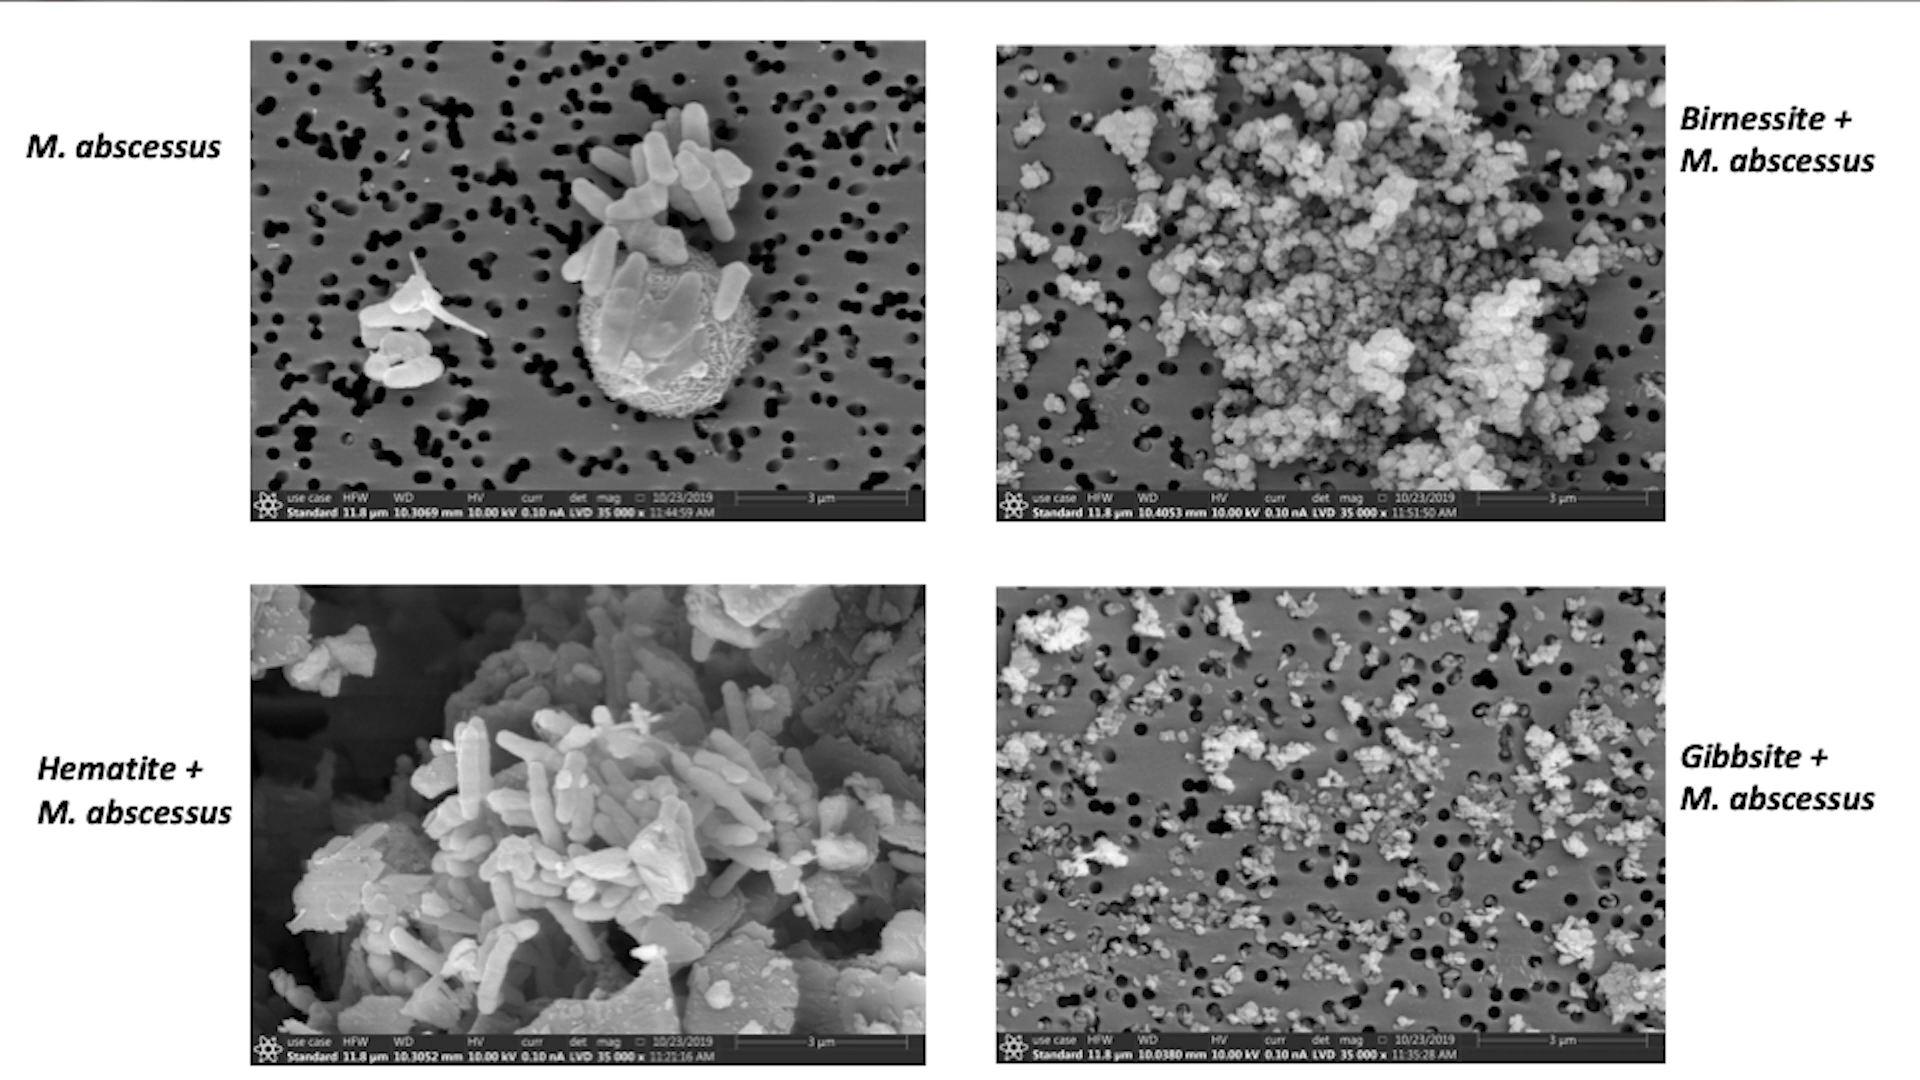 M. abscessus
use case HFW WD HV curr det mag □ 10/23/2019 3 µm
Standard 11.8 µm 10.3069 mm 10.00 kV 0.10 nA LVD 35 000 x 11:44:59 AM
Birnessite +
M. abscessus
use case HFW WD HV curr det mag □ 10/23/2019 3 µm
Standard 11.8 µm 10.4053 mm 10.00 kV 0.10 nA LVD 35 000 x 11:51:50 AM
Hematite +
M. abscessus
use case HFW WD HV curr det mag □ 10/23/2019 3 µm
Standard 11.8 µm 10.3052 mm 10.00 kV 0.10 nA LVD 35 000 x 11:21:16 AM
Gibbsite +
M. abscessus
use case HFW WD HV curr det mag □ 10/23/2019 3 µm
Standard 11.8 µm 10.0380 mm 10.00 kV 0.10 nA LVD 35 000 x 11:35:28 AM